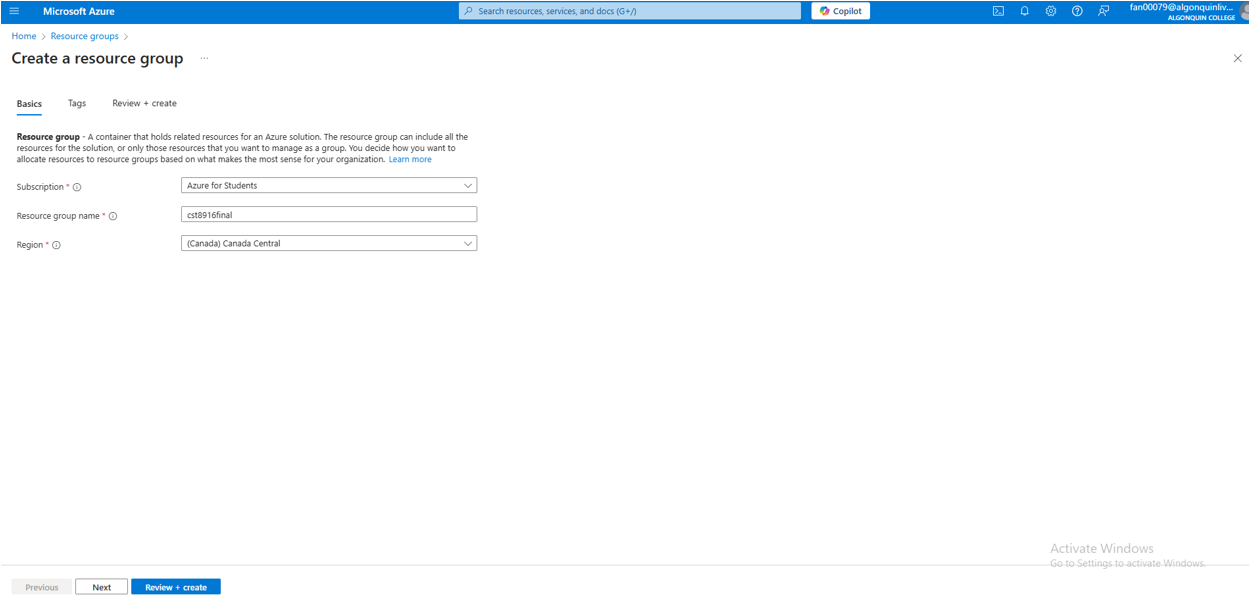 Microsoft Azure
Search resources, services, and docs (G+/)
Copilot
fan00079@algonquinliv...
ALGONQUIN COLLEGE
Home > Resource groups >
Create a resource group ...
Basics Tags Review + create
Resource group - A container that holds related resources for an Azure solution. The resource group can include all the
resources for the solution, or only those resources that you want to manage as a group. You decide how you want to
allocate resources to resource groups based on what makes the most sense for your organization. Learn more
Subscription * Azure for Students
Resource group name * cst8916final
Region * (Canada) Canada Central
Activate Windows
Go to Settings to activate Windows.
Previous Next Review + create